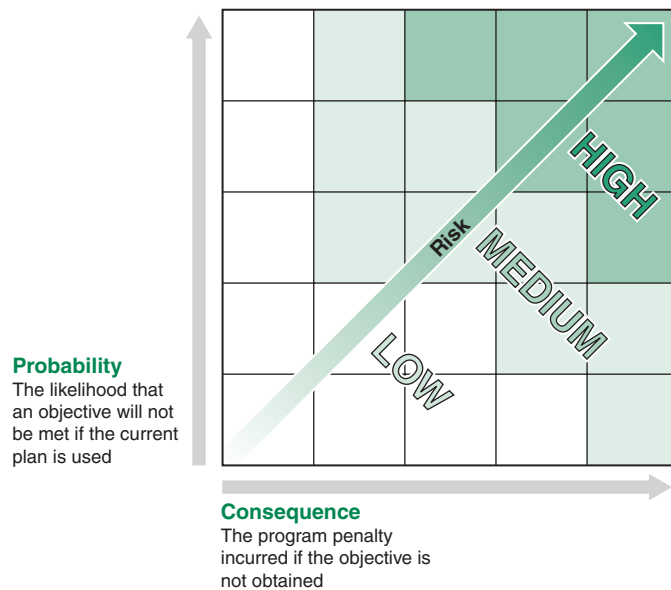 HIGH
Risk
MEDIUM
LOW
Probability
The likelihood that
an objective will not
be met if the current
plan is used
Consequence
The program penalty
incurred if the objective is
not obtained